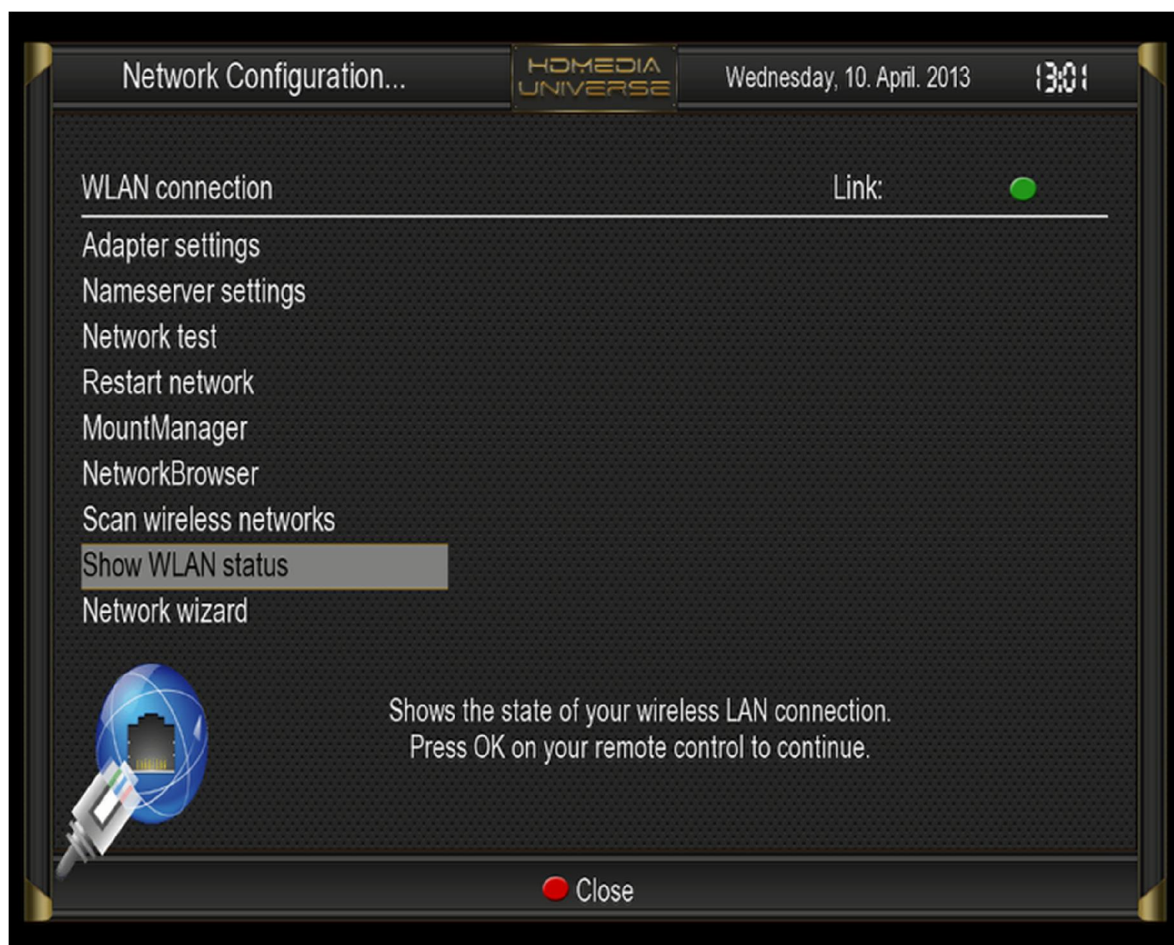 Network Configuration...
HDMEDIA
UNIVERSE
Wednesday, 10. April. 2013
13:01
WLAN connection
Link:
Adapter settings
Nameserver settings
Network test
Restart network
MountManager
NetworkBrowser
Scan wireless networks
Show WLAN status
Network wizard
Shows the state of your wireless LAN connection.
Press OK on your remote control to continue.
Close